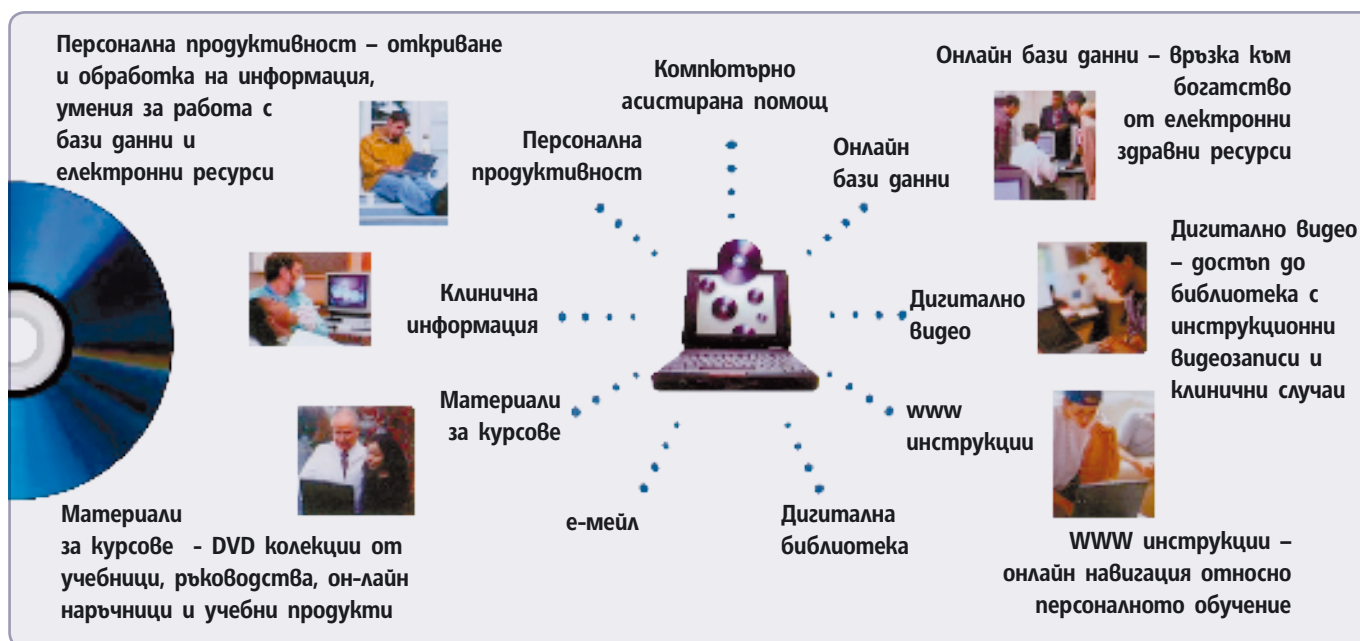 Персонална продуктивност – откриване
и обработка на информация,
умения за работа с
бази данни и
електронни ресурси
Компютърно
асистирана помощ
Онлайн бази данни – връзка към
богатство
от електронни
здравни ресурси
Персонална
продуктивност
Онлайн
бази данни
Клинична
информация
Дигитално
видео
Дигитално видео
– достъп до
библиотека с
инструкционни
видеозаписи и
клинични случаи
Материали
за курсове
www
инструкции
е-мейл
Дигитална
библиотека
Материали
за курсове - DVD колекции от
учебници, ръководства, он-лайн
наръчници и учебни продукти
WWW инструкции –
онлайн навигация относно
персоналното обучение